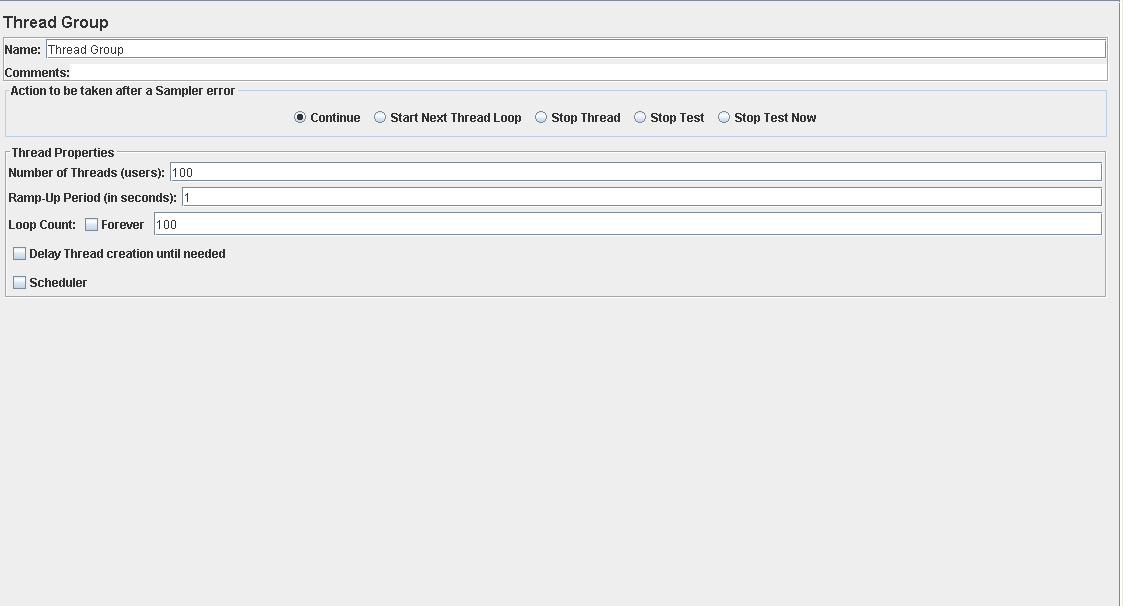 Thread Group
Name: Thread Group
Comments:
Action to be taken after a Sampler error
Continue Start Next Thread Loop Stop Thread Stop Test Stop Test Now
Thread Properties
Number of Threads (users): 100
Ramp-Up Period (in seconds): 1
Loop Count: Forever 100
Delay Thread creation until needed
Scheduler